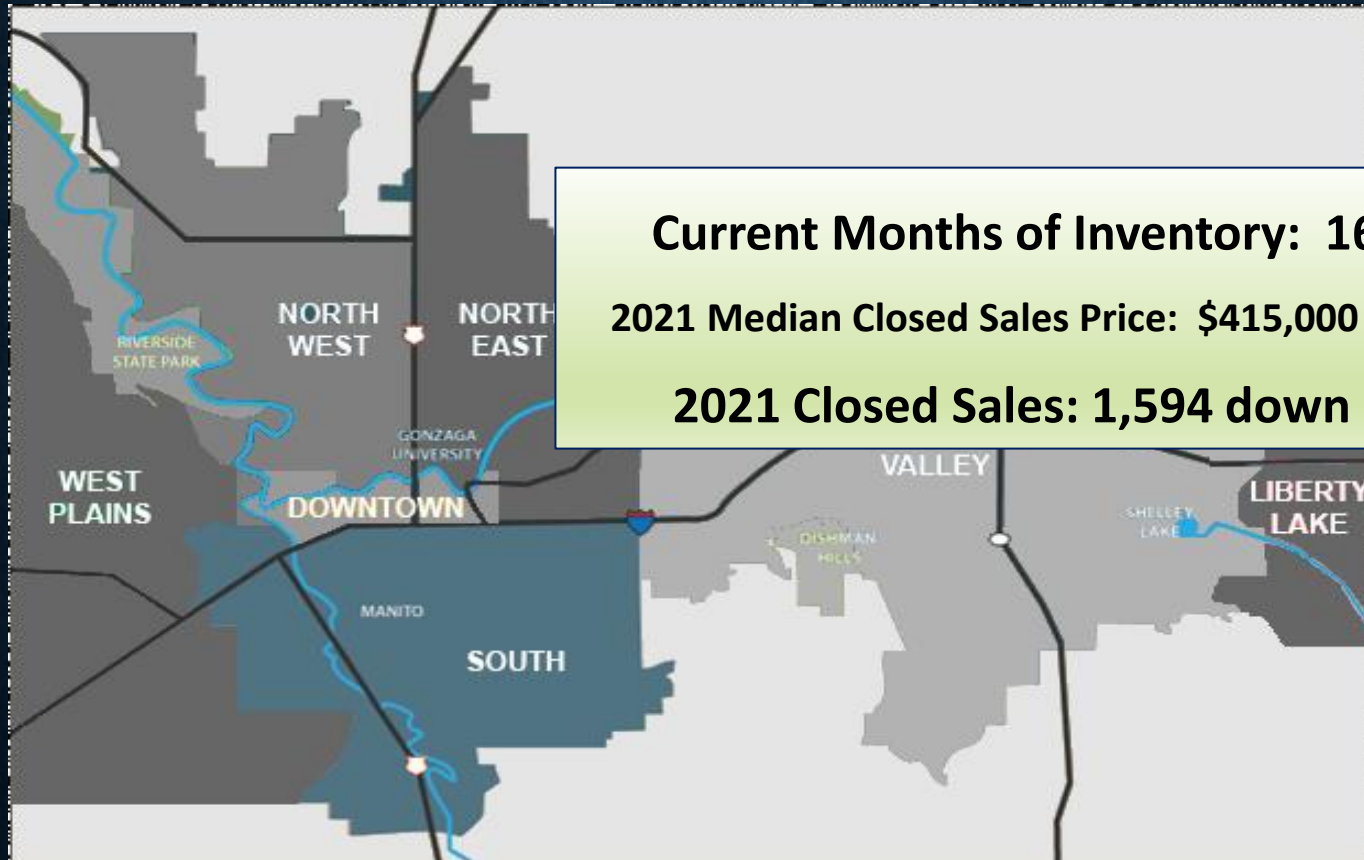 Current Months of Inventory: 16
2021 Median Closed Sales Price: $415,000
2021 Closed Sales: 1,594 down
NORTH
WEST
NORTH
EAST
RIVERSIDE
STATE PARK
GONZAGA
UNIVERSITY
WEST
PLAINS
DOWNTOWN
VALLEY
LIBERTY
LAKE
SHELLEY
LAKE
DISHMAN
HILLS
MANITO
SOUTH